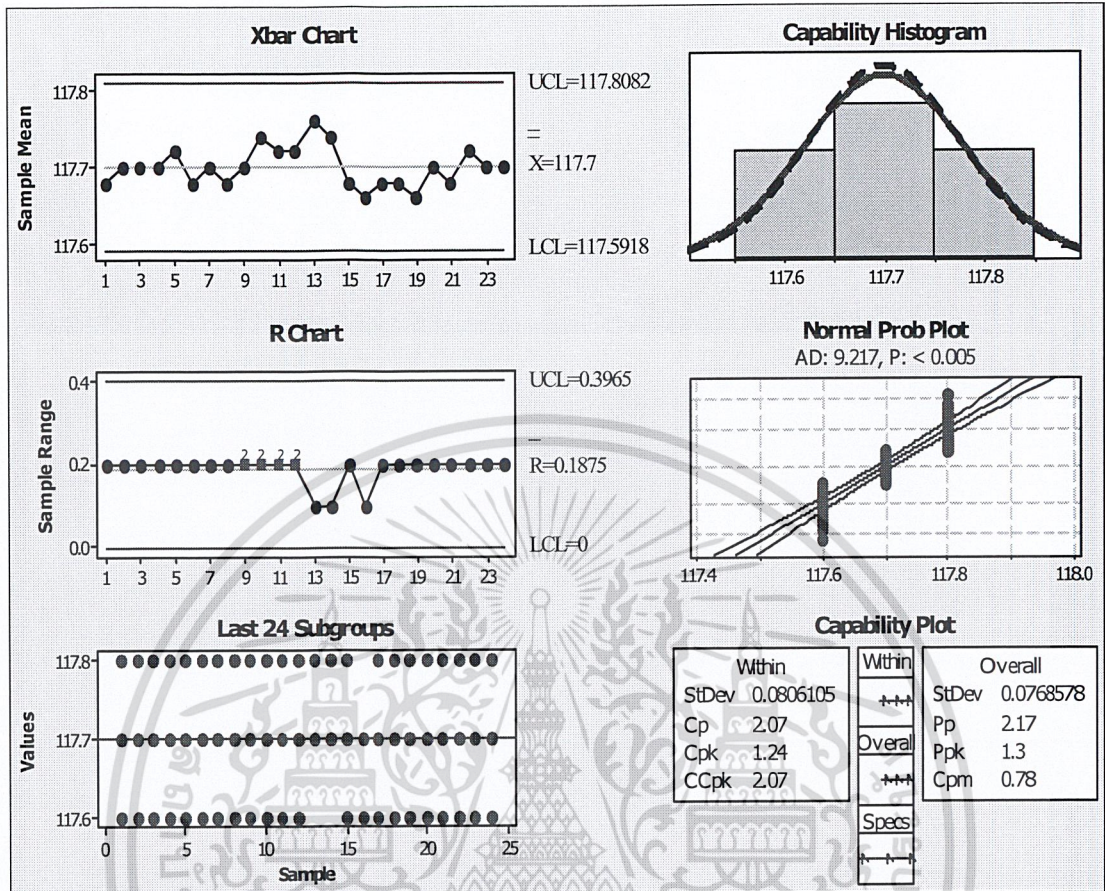 Xbar Chart
Sample Mean
117.8
117.7
117.6
1 3 5 7 9 11 13 15 17 19 21 23
UCL=117.8082
X=117.7
LCL=117.5918
Capability Histogram
117.6 117.7 117.8
R Chart
Sample Range
0.4
0.2
0.0
2 2 2 2
1 3 5 7 9 11 13 15 17 19 21 23
UCL=0.3965
R=0.1875
LCL=0
Normal Prob Plot
AD: 9.217, P: < 0.005
117.4 117.6 117.8 118.0
Last 24 Subgroups
Values
117.8
117.7
117.6
0 5 10 15 20 25
Sample
Capability Plot
Within
StDev 0.0806105
Cp 2.07
Cpk 1.24
CCpk 2.07
Within
Overall
Specs
Overall
StDev 0.0768578
Pp 2.17
Ppk 1.3
Cpm 0.78